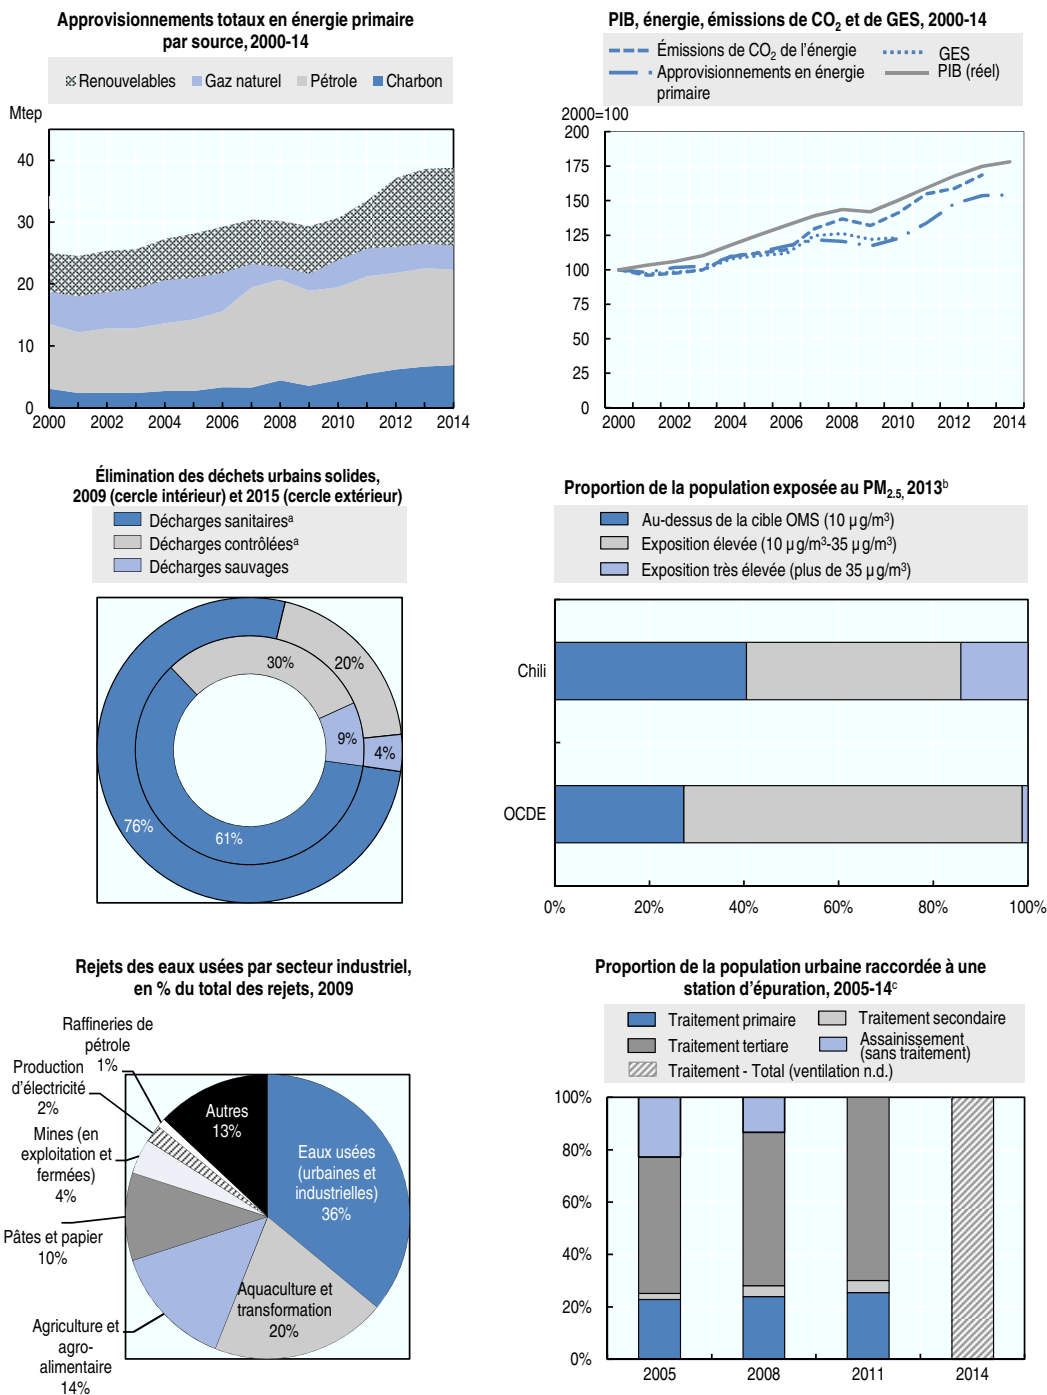 Approvisionnements totaux en énergie primaire
par source, 2000-14
Renouvelables Gaz naturel Pétrole Charbon
Mtep
40
30
20
10
0
2000 2002 2004 2006 2008 2010 2012 2014
PIB, énergie, émissions de CO2 et de GES, 2000-14
Émissions de CO2 de l'énergie GES
Approvisionnements en énergie
primaire
PIB (réel)
2000=100
200
175
150
125
100
75
50
25
0
2000 2002 2004 2006 2008 2010 2011 2014
Élimination des déchets urbains solides,
2009 (cercle intérieur) et 2015 (cercle extérieur)
Décharges sanitairesᵃ
Décharges contrôléesᵃ
Décharges sauvages
30%
20%
9%
4%
76%
61%
Proportion de la population exposée au PM2.5, 2013ᵇ
Au-dessus de la cible OMS (10 µg/m³)
Exposition élevée (10 µg/m³-35 µg/m³)
Exposition très élevée (plus de 35 µg/m³)
Chili
OCDE
0% 20% 40% 60% 80% 100%
Rejets des eaux usées par secteur industriel,
en % du total des rejets, 2009
Raffineries de
pétrole
1%
Production
d'électricité
2%
Mines (en
exploitation et
fermées)
4%
Pâtes et papier
10%
Agriculture et
agro-
alimentaire
14%
Autres
13%
Eaux usées
(urbaines et
industrielles)
36%
Aquaculture et
transformation
20%
Proportion de la population urbaine raccordée à une
station d'épuration, 2005-14ᶜ
Traitement primaire Traitement secondaire
Traitement tertiaire Assainissement
(sans traitement)
Traitement - Total (ventilation n.d.)
100%
80%
60%
40%
20%
0%
2005 2008 2011 2014